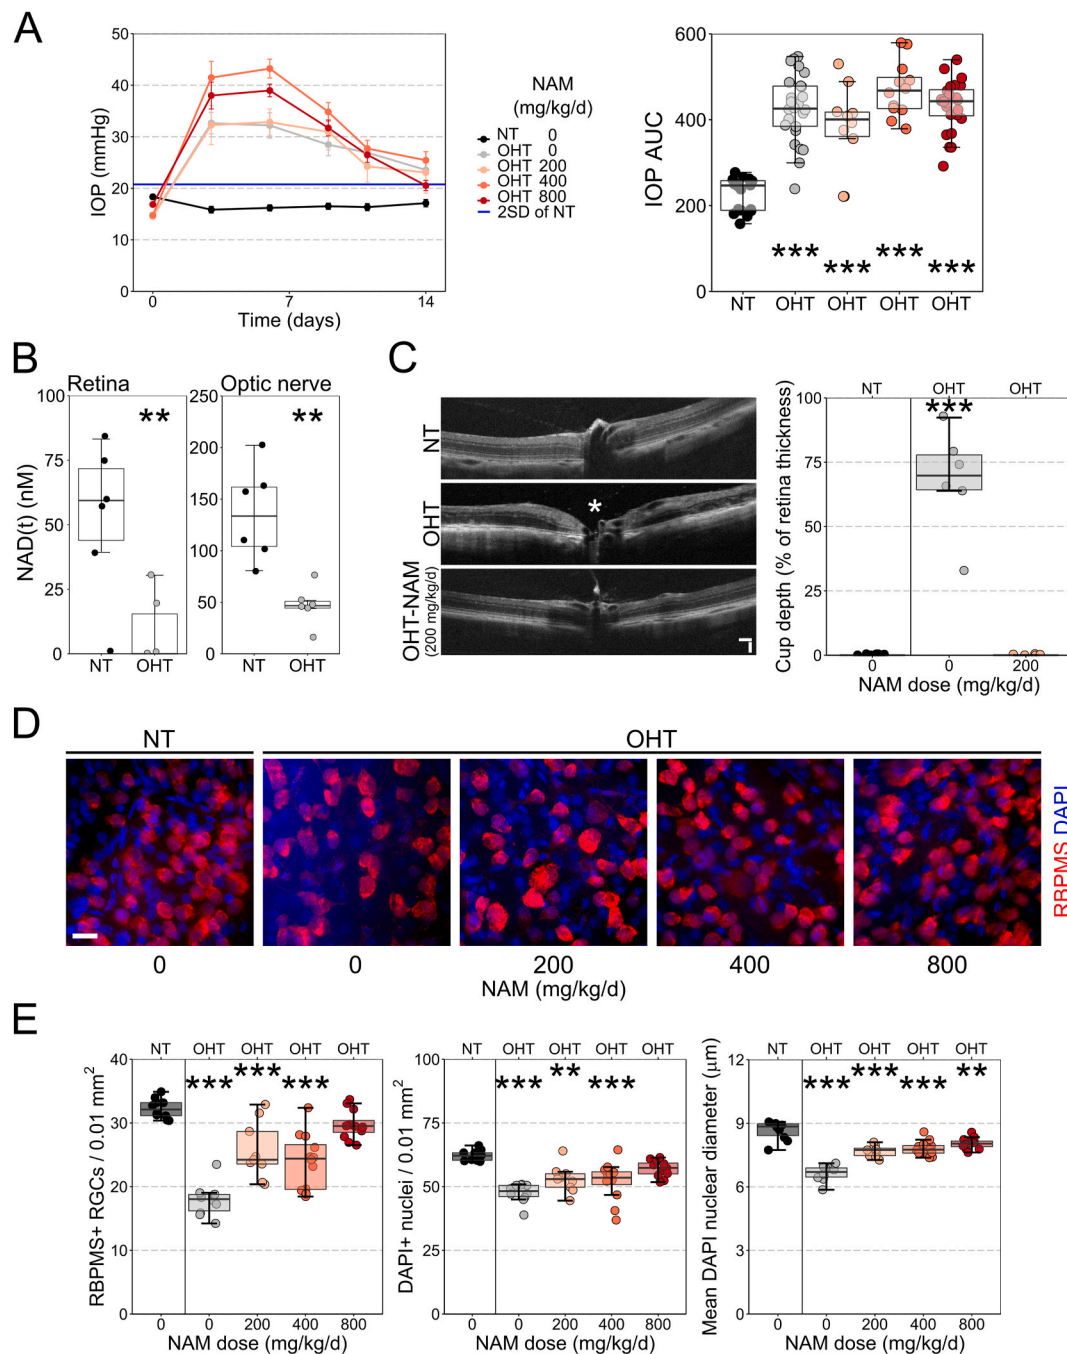 A
IOP (mmHg)
50
40
30
20
10
0
0
7
14
Time (days)
NAM
(mg/kg/d)
NT 0
OHT 0
OHT 200
OHT 400
OHT 800
2SD of NT
IOP AUC
600
400
200
0
***
***
***
***
NT OHT OHT OHT OHT
B
Retina
Optic nerve
NAD(t) (nM)
100
75
50
25
0
**
NT OHT
250
200
150
100
50
0
**
NT OHT
C
NT
OHT
*
OHT-NAM
(200 mg/kg/d)
Cup depth (% of retina thickness)
NT OHT OHT
***
100
75
50
25
0
0 0 200
NAM dose (mg/kg/d)
D
NT
OHT
RBPMS DAPI
0 0 200 400 800
NAM (mg/kg/d)
E
RBPMS+ RGCs / 0.01 mm²
NT OHT OHT OHT OHT
*** *** ***
40
30
20
10
0
0 0 200 400 800
NAM dose (mg/kg/d)
DAPI+ nuclei / 0.01 mm²
NT OHT OHT OHT OHT
*** ** ***
100
75
50
25
0
0 0 200 400 800
NAM dose (mg/kg/d)
Mean DAPI nuclear diameter (µm)
NT OHT OHT OHT OHT
*** *** *** **
12
9
6
3
0
0 0 200 400 800
NAM dose (mg/kg/d)